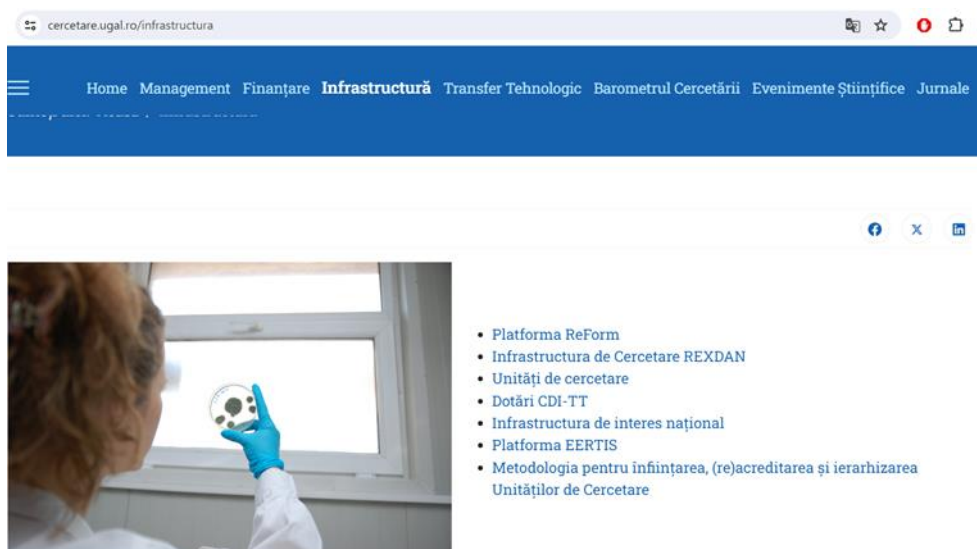 cercetare.ugal.ro/infrastructura
Home Management Finanțare Infrastructură Transfer Tehnologic Barometrul Cercetării Evenimente Științifice Jurnale
Platforma ReForm
Infrastructura de Cercetare REXDAN
Unități de cercetare
Dotări CDI-TT
Infrastructura de interes național
Platforma EERTIS
Metodologia pentru înființarea, (re)acreditarea și ierarhizarea
Unităților de Cercetare